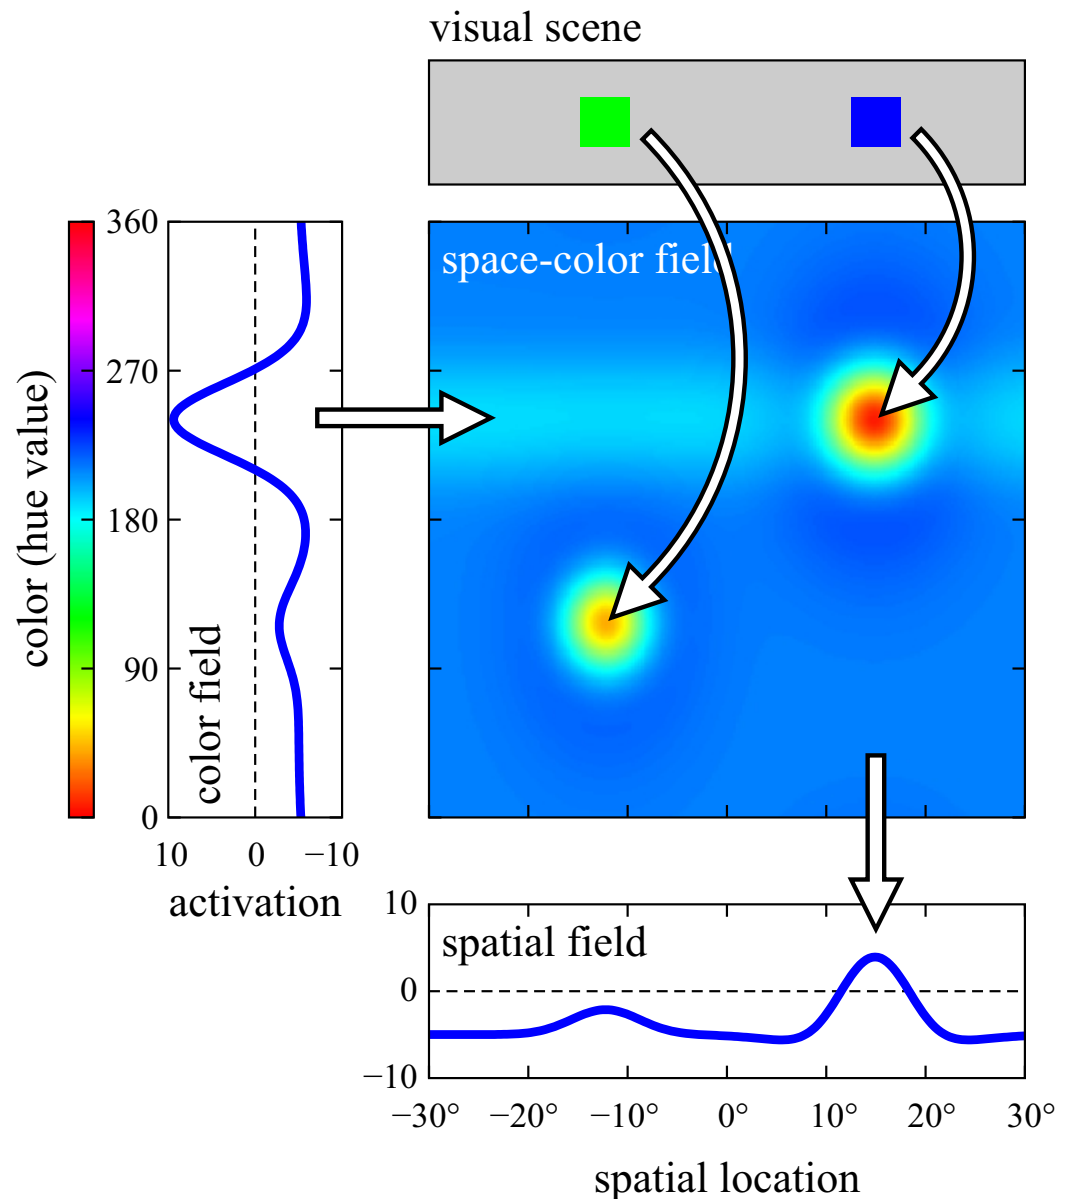 visual scene
space-color field
360
270
180
90
0
color (hue value)
color field
10 0 −10
activation
spatial field
10
0
−10
−30° −20° −10° 0° 10° 20° 30°
spatial location